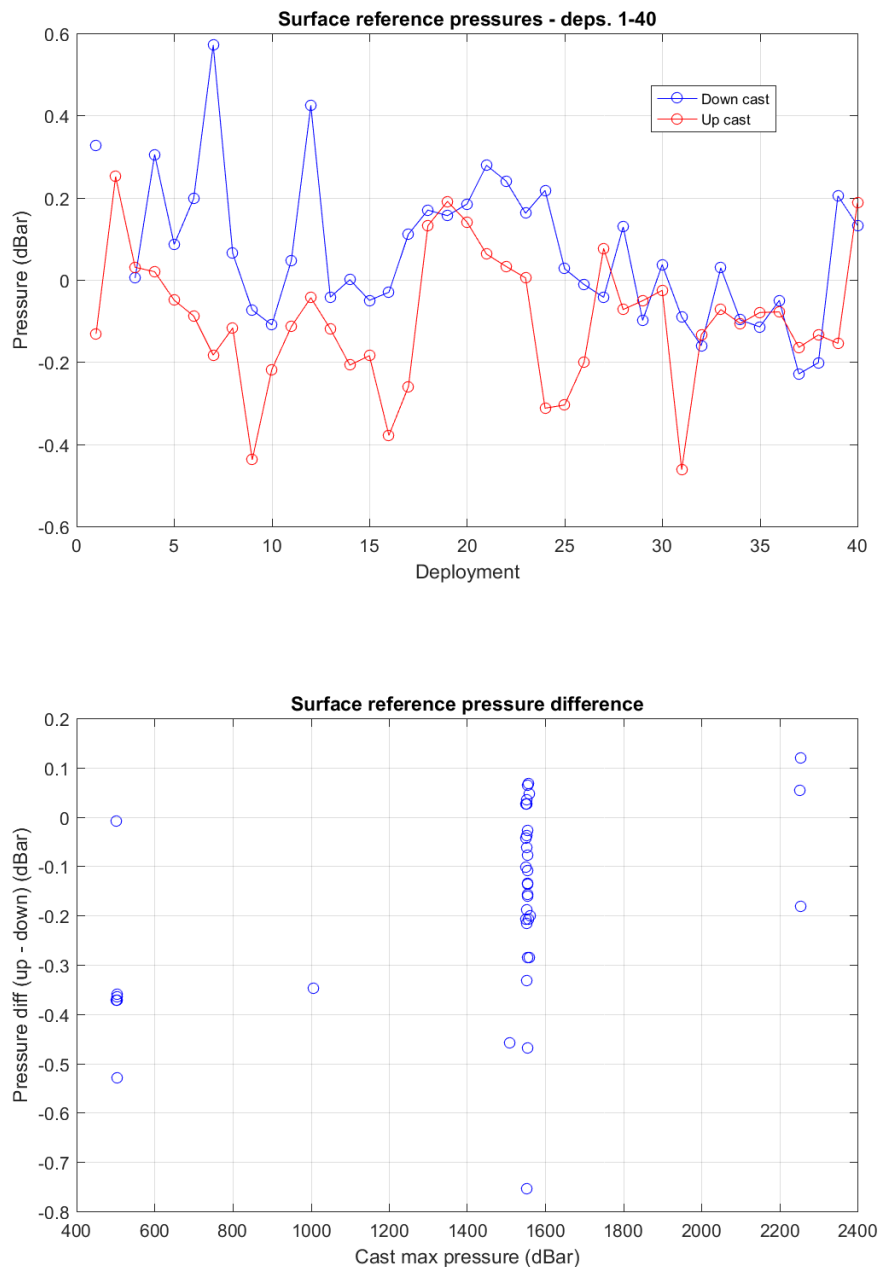 Surface reference pressures - deps. 1-40
0.6
0.4
0.2
0
-0.2
-0.4
-0.6
Pressure (dBar)
Down cast
Up cast
0 5 10 15 20 25 30 35 40
Deployment
Surface reference pressure difference
0.2
0.1
0
-0.1
-0.2
-0.3
-0.4
-0.5
-0.6
-0.7
-0.8
Pressure diff (up - down) (dBar)
400 600 800 1000 1200 1400 1600 1800 2000 2200 2400
Cast max pressure (dBar)